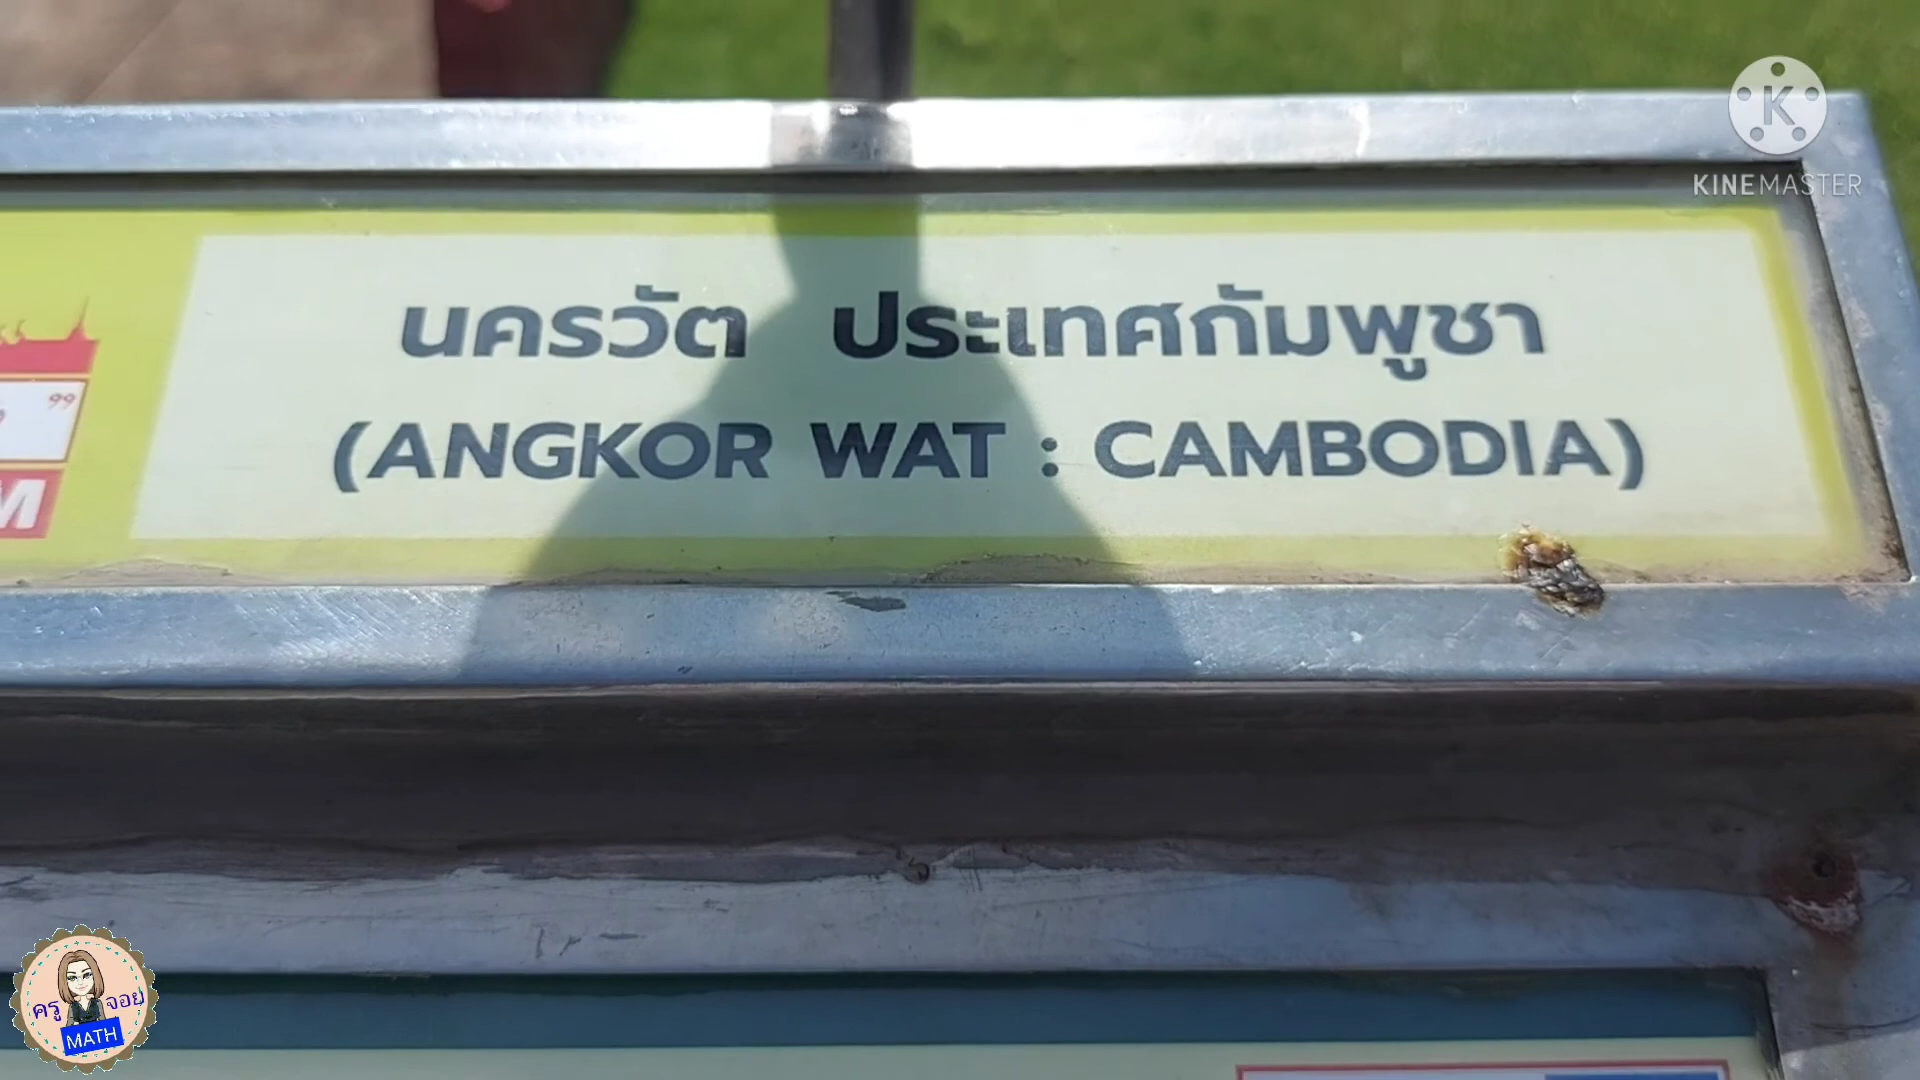 KINEMASTER
นครวัต ประเทศกัมพูชา
(ANGKOR WAT : CAMBODIA)
99
M
ครูจอย
MATH